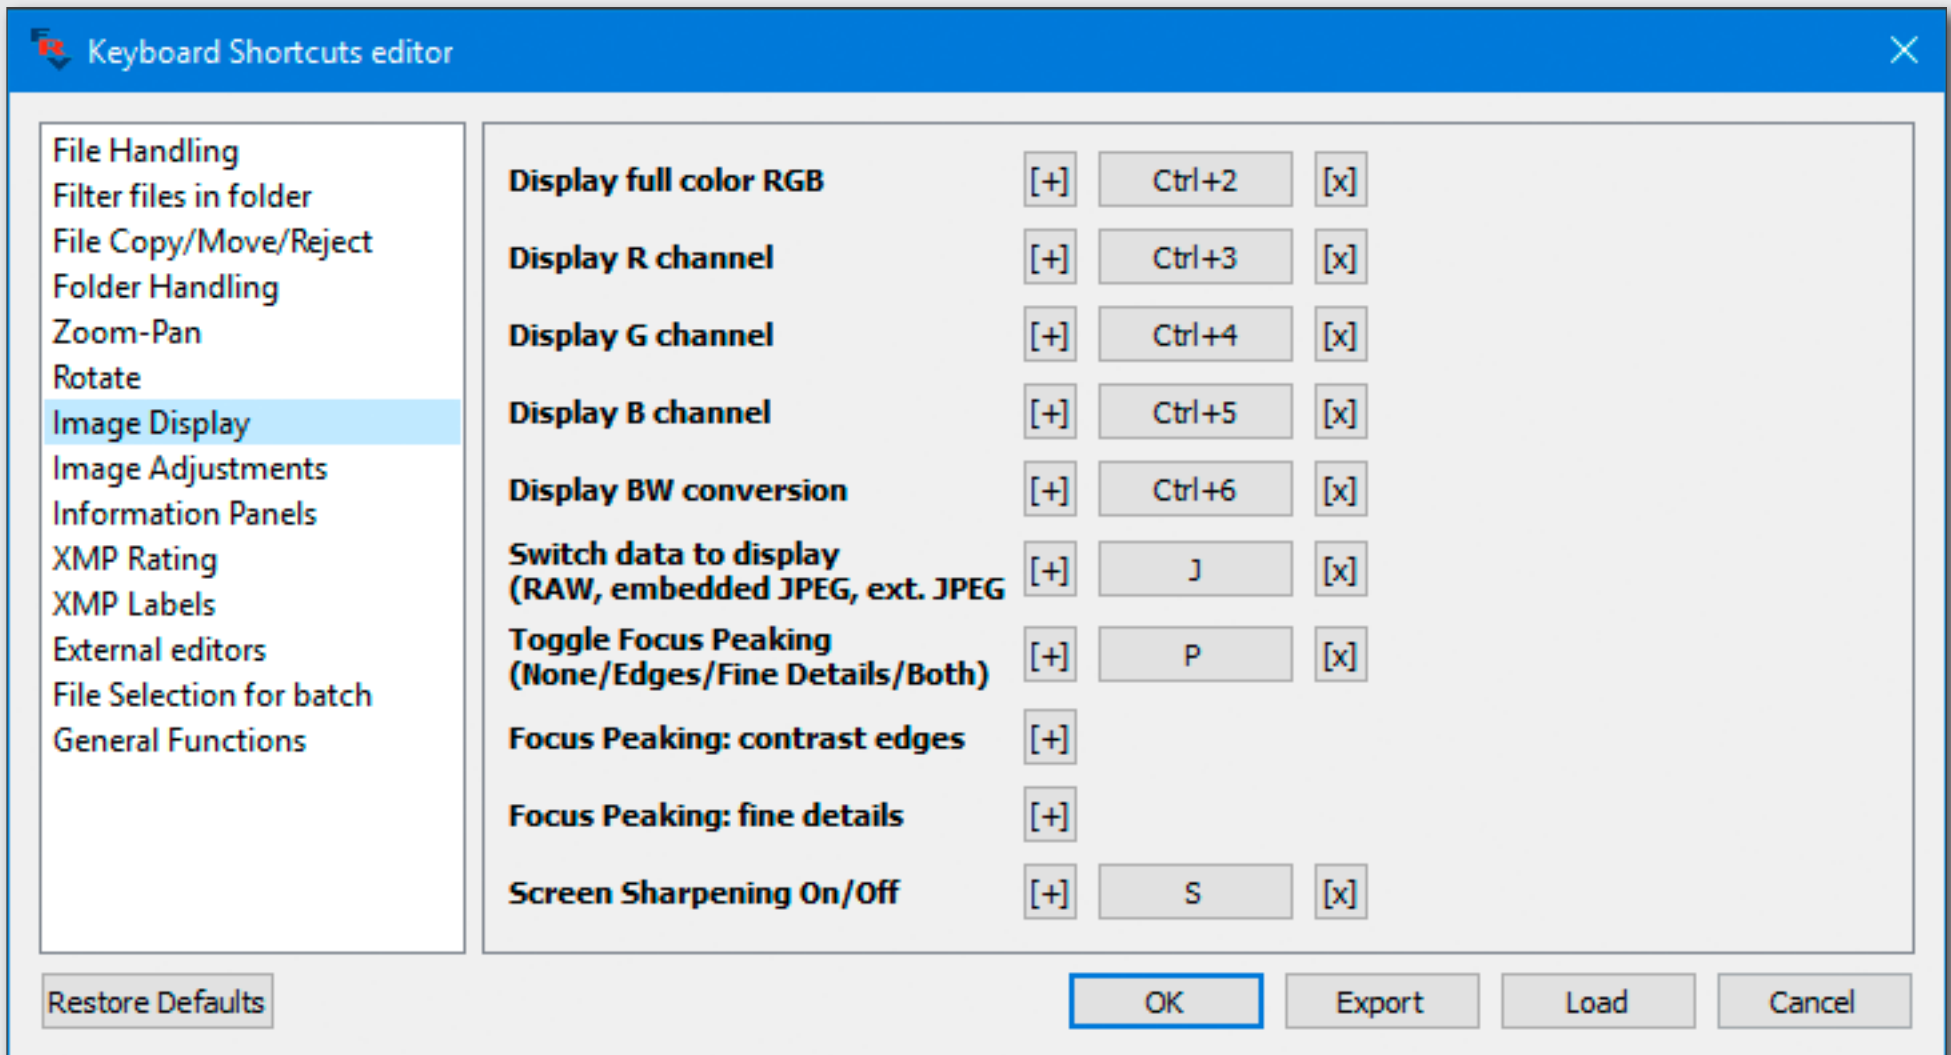 FRV
Keyboard Shortcuts editor
File Handling
Filter files in folder
File Copy/Move/Reject
Folder Handling
Zoom-Pan
Rotate
Image Display
Image Adjustments
Information Panels
XMP Rating
XMP Labels
External editors
File Selection for batch
General Functions
Display full color RGB [+] Ctrl+2 [x]
Display R channel [+] Ctrl+3 [x]
Display G channel [+] Ctrl+4 [x]
Display B channel [+] Ctrl+5 [x]
Display BW conversion [+] Ctrl+6 [x]
Switch data to display
(RAW, embedded JPEG, ext. JPEG [+] J [x]
Toggle Focus Peaking
(None/Edges/Fine Details/Both) [+] P [x]
Focus Peaking: contrast edges [+]
Focus Peaking: fine details [+]
Screen Sharpening On/Off [+] S [x]
Restore Defaults OK Export Load Cancel